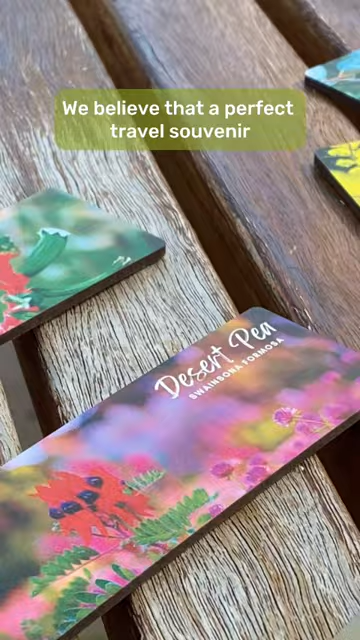 We believe that a perfect
travel souvenir
Desert Pea
SWAINSONA FORMOSA